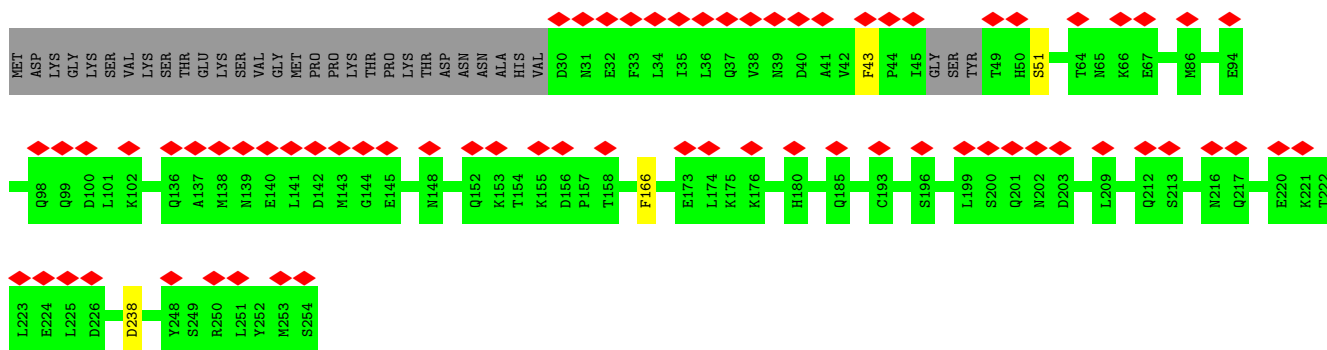 MET ASP LYS GLY LYS SER VAL LYS SER THR GLU LYS SER VAL GLY MET PRO PRO LYS THR PRO LYS THR ASP ASN ASN ALA HIS VAL D30 N31 E32 F33 L34 I35 L36 Q37 V38 N39 D40 A41 V42 F43 P44 I45 GLY SER TYR T49 H50 S51 T64 N65 K66 E67 M86 E94
Q98 Q99 D100 L101 K102 Q136 A137 M138 N139 E140 L141 D142 M143 G144 E145 N148 Q152 K153 T154 K155 D156 P157 T158 F166 E173 L174 K175 K176 H180 Q185 C193 S196 L199 S200 Q201 N202 D203 L209 Q212 S213 N216 Q217 E220 K221 T222
L223 E224 L225 D226 D238 Y248 S249 R250 L251 Y252 M253 S254